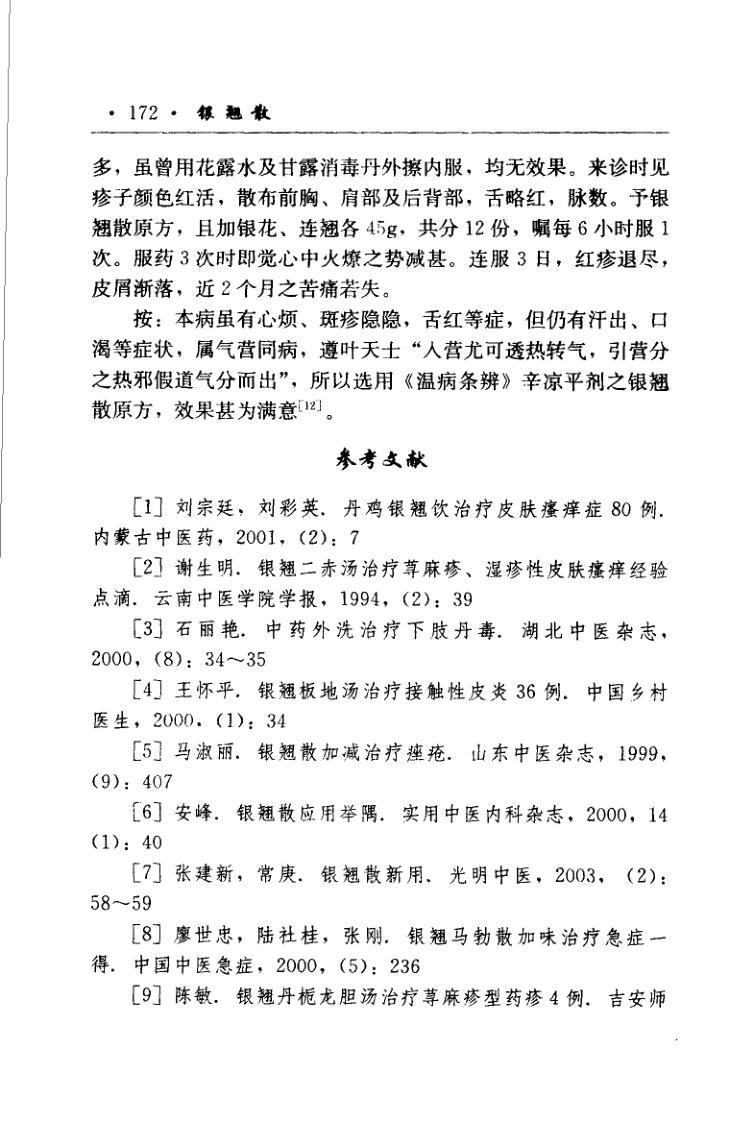 · 172 · 银翘散
多，虽曾用花露水及甘露消毒丹外擦内服，均无效果。来诊时见
疹子颜色红活，散布前胸、肩部及后背部，舌略红，脉数。予银
翘散原方，且加银花、连翘各 45g，共分 12 份，嘱每 6 小时服 1
次。服药 3 次时即觉心中火燎之势减甚。连服 3 日，红疹退尽，
皮屑渐落，近 2 个月之苦痛若失。
按：本病虽有心烦、斑疹隐隐，舌红等症，但仍有汗出、口
渴等症状，属气营同病，遵叶天士“入营尤可透热转气，引营分
之热邪假道气分而出”，所以选用《温病条辨》辛凉平剂之银翘
散原方，效果甚为满意[12]。
参考文献
[1] 刘宗廷，刘彩英．丹鸡银翘饮治疗皮肤瘙痒症 80 例．
内蒙古中医药，2001，(2)：7
[2] 谢生明．银翘二赤汤治疗荨麻疹、湿疹性皮肤瘙痒经验
点滴．云南中医学院学报，1994，(2)：39
[3] 石丽艳．中药外洗治疗下肢丹毒．湖北中医杂志，
2000，(8)：34～35
[4] 王怀平．银翘板地汤治疗接触性皮炎 36 例．中国乡村
医生，2000．(1)：34
[5] 马淑丽．银翘散加减治疗痤疮．山东中医杂志，1999，
(9)：407
[6] 安峰．银翘散应用举隅．实用中医内科杂志，2000，14
(1)：40
[7] 张建新，常庚．银翘散新用．光明中医，2003，(2)：
58～59
[8] 廖世忠，陆社桂，张刚．银翘马勃散加味治疗急症一
得．中国中医急症，2000，(5)：236
[9] 陈敏．银翘丹栀龙胆汤治疗荨麻疹型药疹 4 例．吉安师